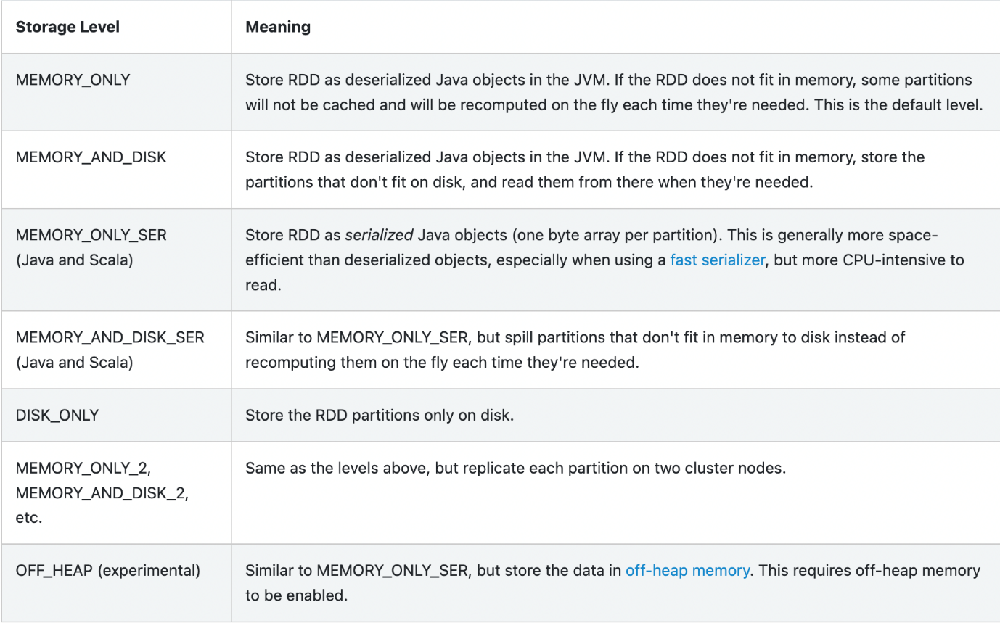 Storage Level
Meaning
MEMORY_ONLY
Store RDD as deserialized Java objects in the JVM. If the RDD does not fit in memory, some partitions
will not be cached and will be recomputed on the fly each time they're needed. This is the default level.
MEMORY_AND_DISK
Store RDD as deserialized Java objects in the JVM. If the RDD does not fit in memory, store the
partitions that don't fit on disk, and read them from there when they're needed.
MEMORY_ONLY_SER
(Java and Scala)
Store RDD as serialized Java objects (one byte array per partition). This is generally more space-
efficient than deserialized objects, especially when using a fast serializer, but more CPU-intensive to
read.
MEMORY_AND_DISK_SER
(Java and Scala)
Similar to MEMORY_ONLY_SER, but spill partitions that don't fit in memory to disk instead of
recomputing them on the fly each time they're needed.
DISK_ONLY
Store the RDD partitions only on disk.
MEMORY_ONLY_2,
MEMORY_AND_DISK_2,
etc.
Same as the levels above, but replicate each partition on two cluster nodes.
OFF_HEAP (experimental)
Similar to MEMORY_ONLY_SER, but store the data in off-heap memory. This requires off-heap memory
to be enabled.